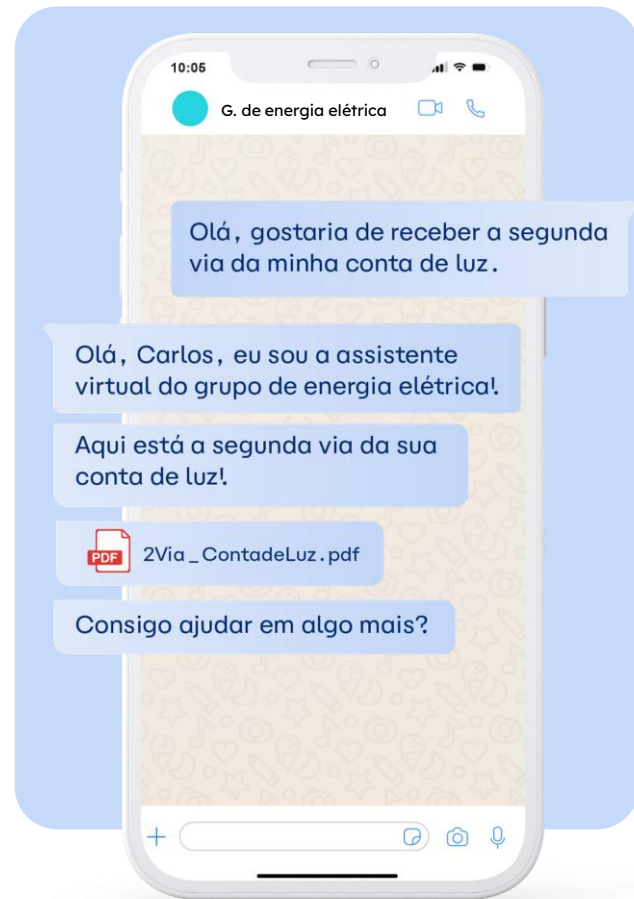 10:05
G. de energia elétrica
Olá, gostaria de receber a segunda
via da minha conta de luz.
Olá, Carlos, eu sou a assistente
virtual do grupo de energia elétrica!.
Aqui está a segunda via da sua
conta de luz!.
PDF 2Via_ContadeLuz.pdf
Consigo ajudar em algo mais?